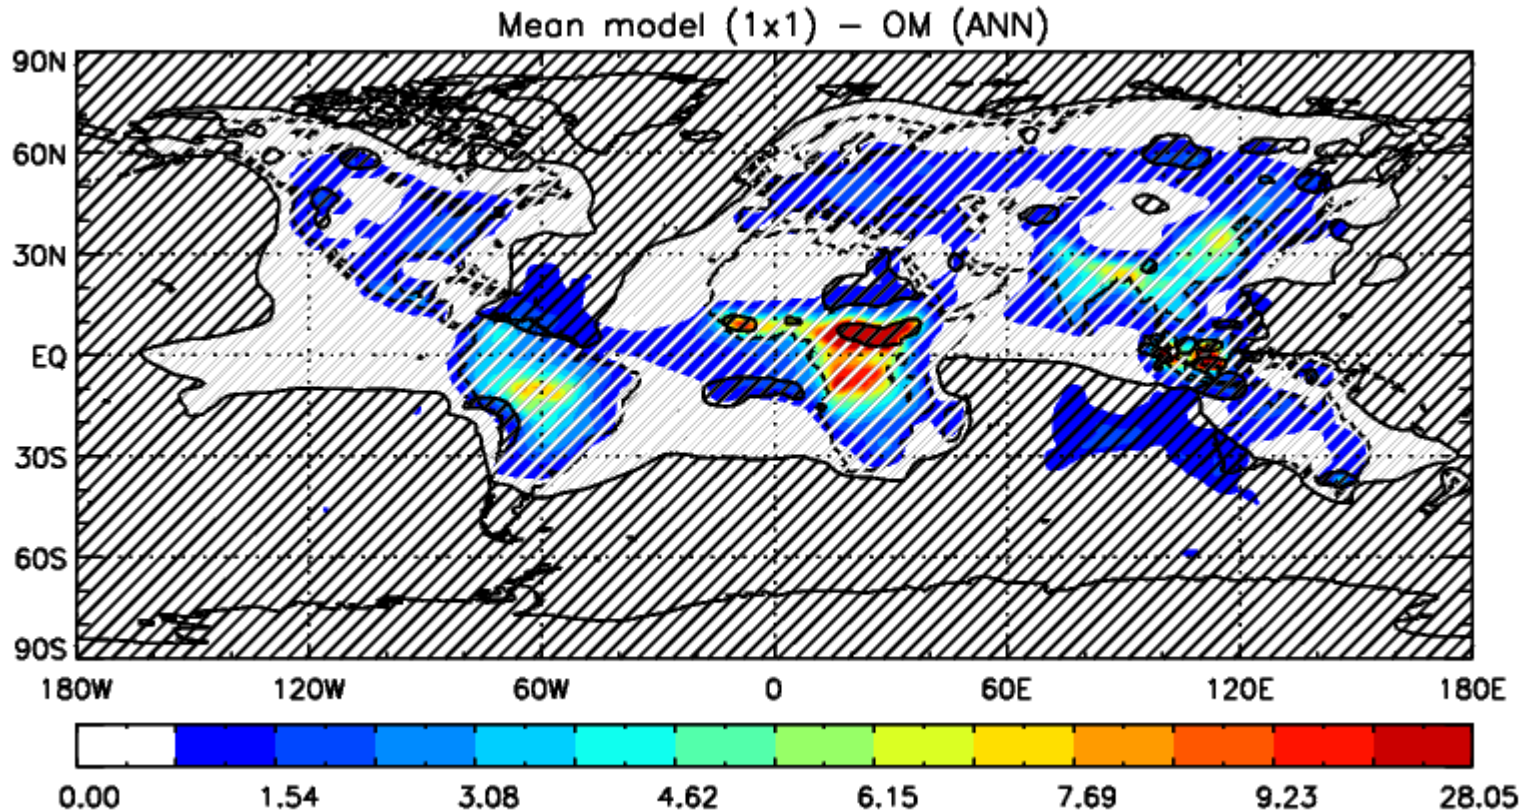 Mean model (1x1) – OM (ANN)
90N
60N
30N
EQ
30S
60S
90S
180W 120W 60W 0 60E 120E 180E
0.00 1.54 3.08 4.62 6.15 7.69 9.23 28.05